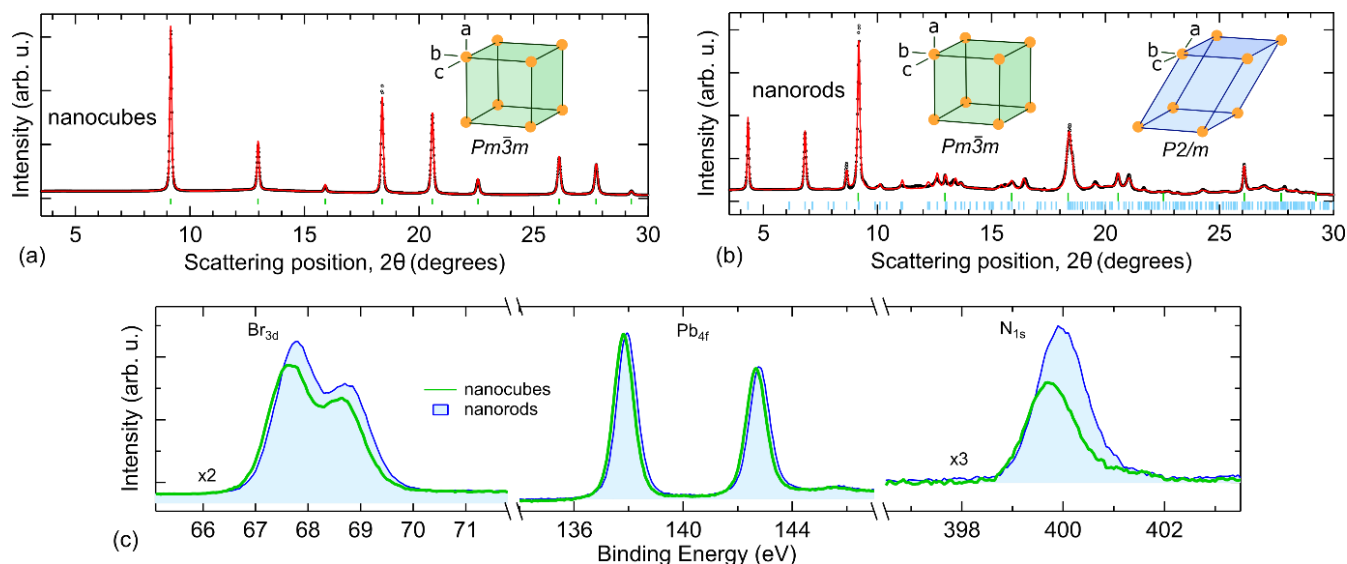 Intensity (arb. u.)
nanocubes
a
b
c
Pm3̄m
5 10 15 20 25 30
(a) Scattering position, 2θ (degrees)
Intensity (arb. u.)
nanorods
a
b
c
Pm3̄m
a
b
c
P2/m
5 10 15 20 25 30
(b) Scattering position, 2θ (degrees)
Intensity (arb. u.)
Br3d
Pb4f
N1s
nanocubes
nanorods
x2
x3
66 67 68 69 70 71 136 140 144 398 400 402
(c) Binding Energy (eV)